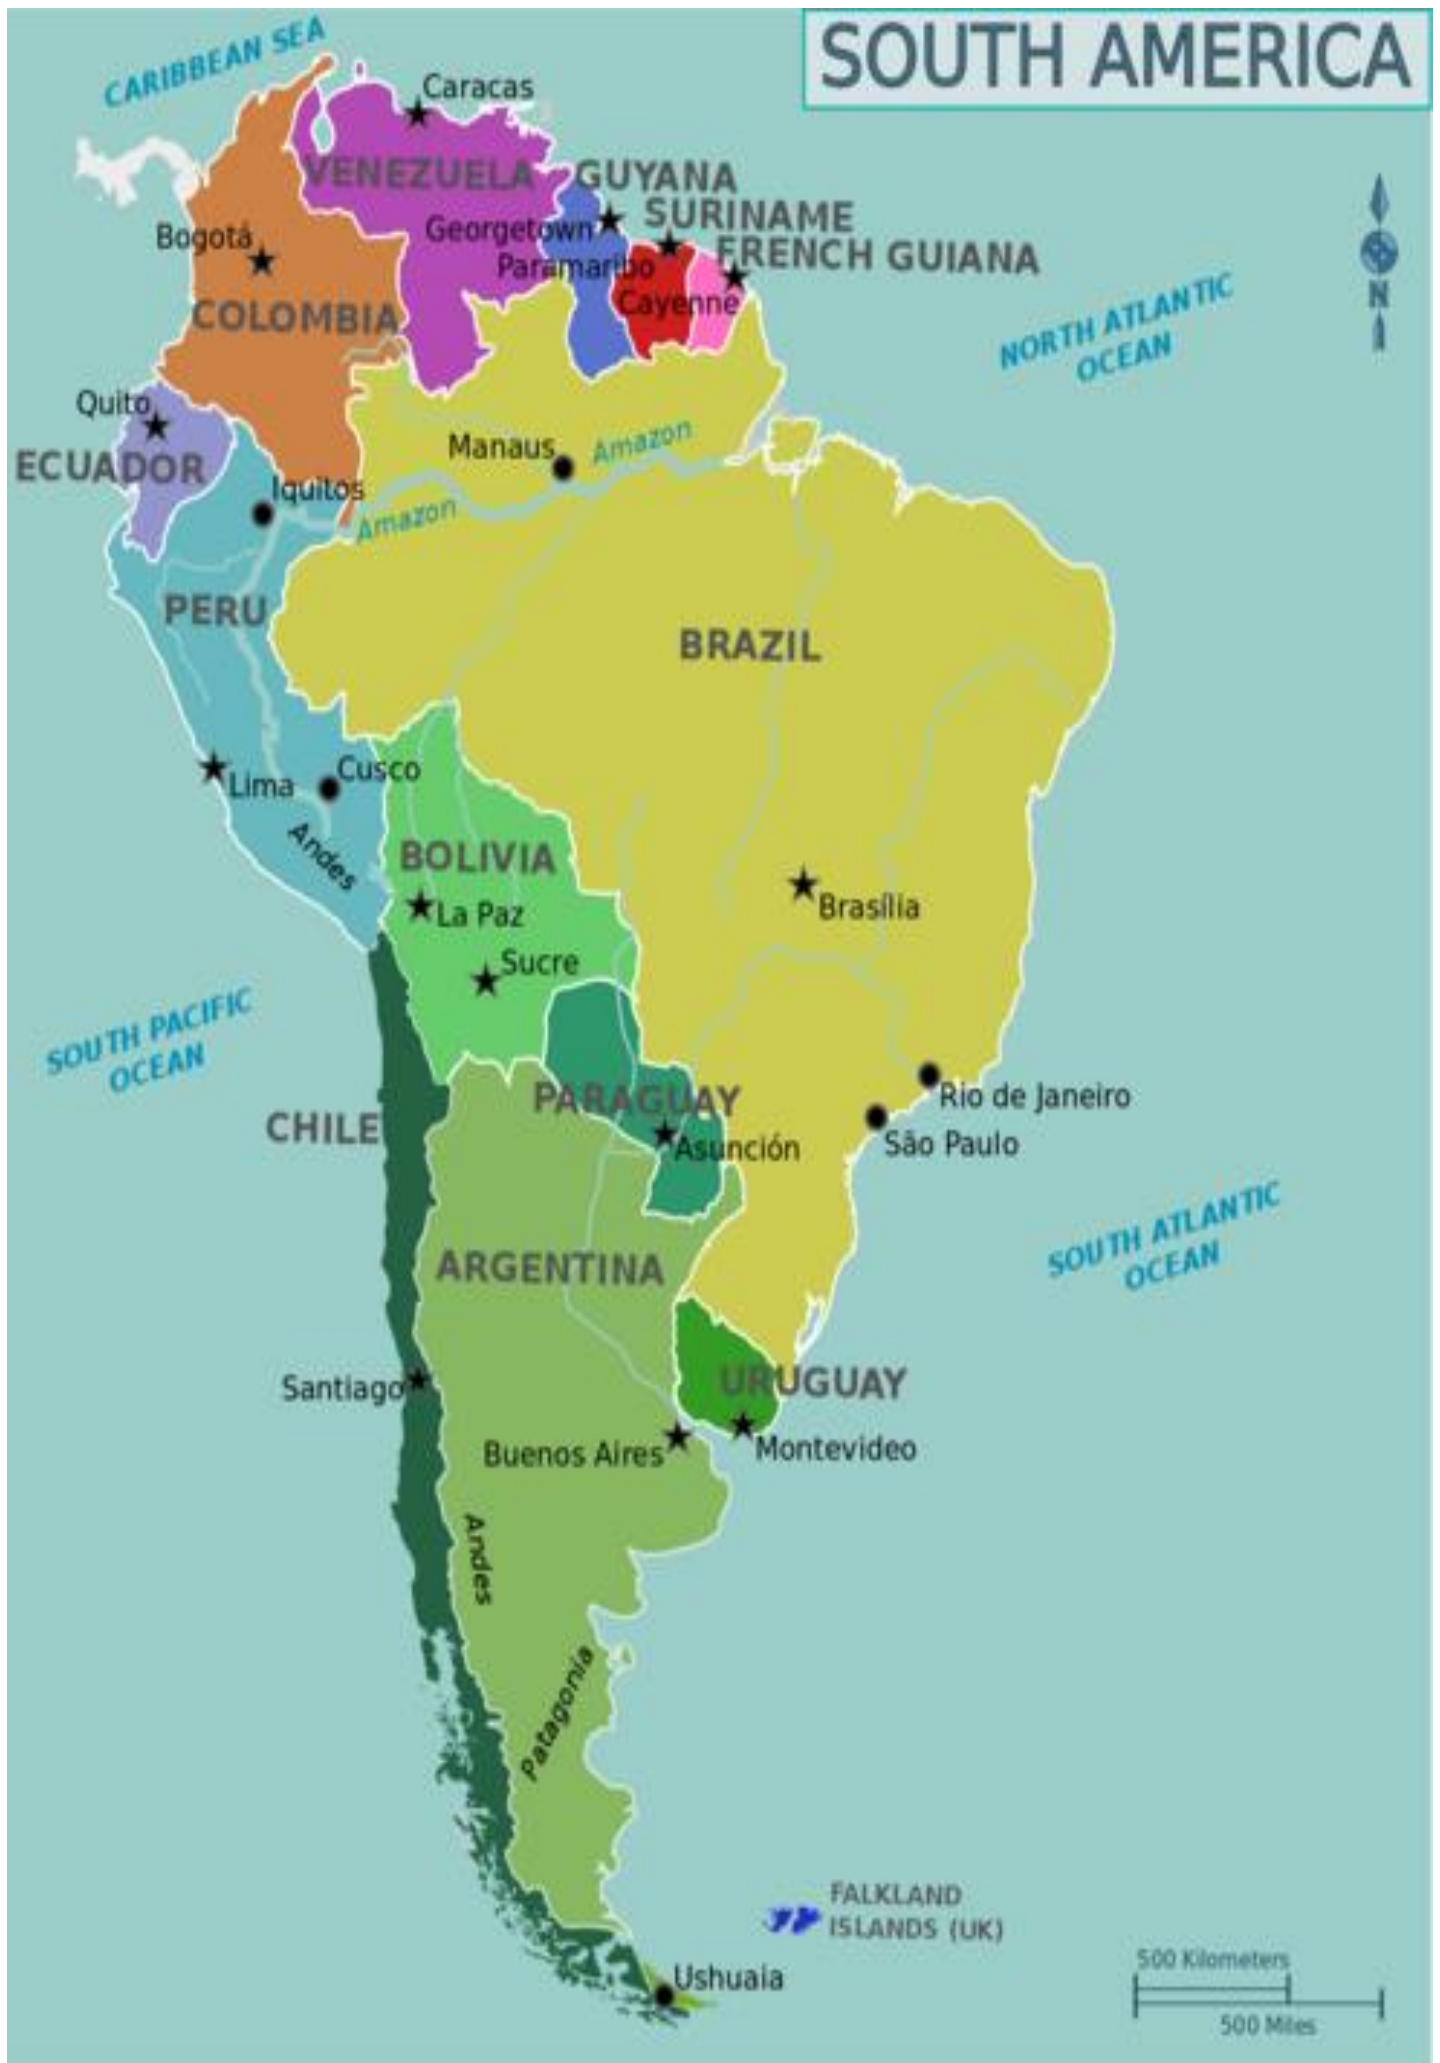 SOUTH AMERICA
CARIBBEAN SEA
Caracas
VENEZUELA
GUYANA
SURINAME
Georgetown
Bogotá
FRENCH GUIANA
Paramaribo
Cayenne
COLOMBIA
N
NORTH ATLANTIC
OCEAN
Quito
ECUADOR
Manaus
Amazon
Iquitos
Amazon
PERU
BRAZIL
Lima
Cusco
Andes
BOLIVIA
La Paz
Brasília
Sucre
SOUTH PACIFIC
OCEAN
PARAGUAY
CHILE
Asunción
Rio de Janeiro
São Paulo
SOUTH ATLANTIC
OCEAN
ARGENTINA
Santiago
URUGUAY
Buenos Aires
Montevideo
Andes
Patagonia
FALKLAND
ISLANDS (UK)
Ushuaia
500 Kilometers
500 Miles